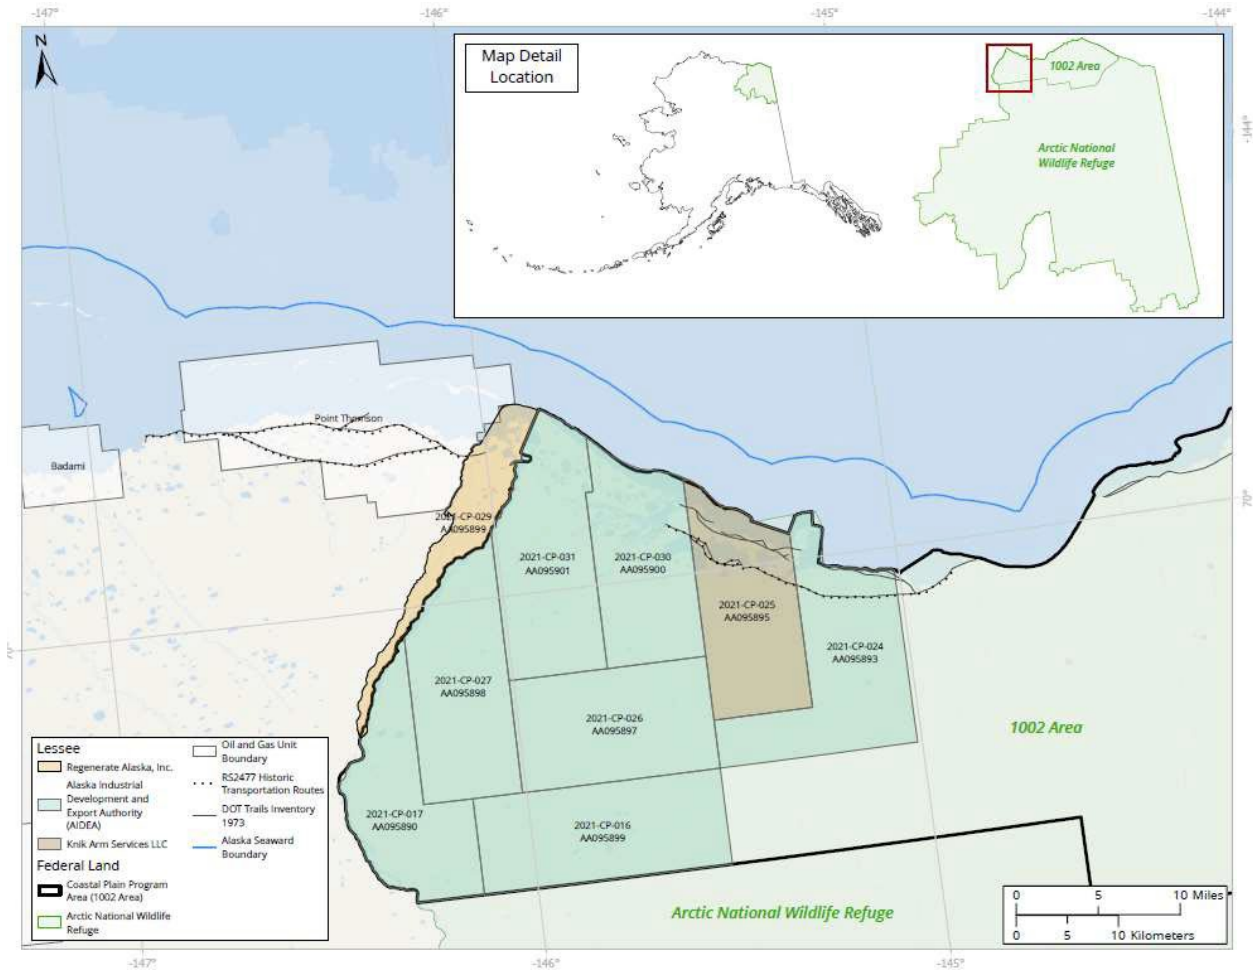 -147°
-146°
-145°
-144°
N
Map Detail
Location
1002 Area
Arctic National
Wildlife Refuge
-144°
Point Thomson
Badami
70°
2021-CP-029
AA095899
2021-CP-031
AA095901
2021-CP-030
AA095900
2021-CP-025
AA095895
2021-CP-024
AA095893
2021-CP-027
AA095898
2021-CP-026
AA095897
1002 Area
2021-CP-017
AA095890
2021-CP-016
AA095899
Arctic National Wildlife Refuge
Lessee
Regenerate Alaska, Inc.
Alaska Industrial
Development and
Export Authority
(AIDEA)
Knik Arm Services LLC
Federal Land
Coastal Plain Program
Area (1002 Area)
Arctic National Wildlife
Refuge
Oil and Gas Unit
Boundary
RS2477 Historic
Transportation Routes
DOT Trails Inventory
1973
Alaska Seaward
Boundary
0 5 10 Miles
0 5 10 Kilometers
-147°
-146°
-145°